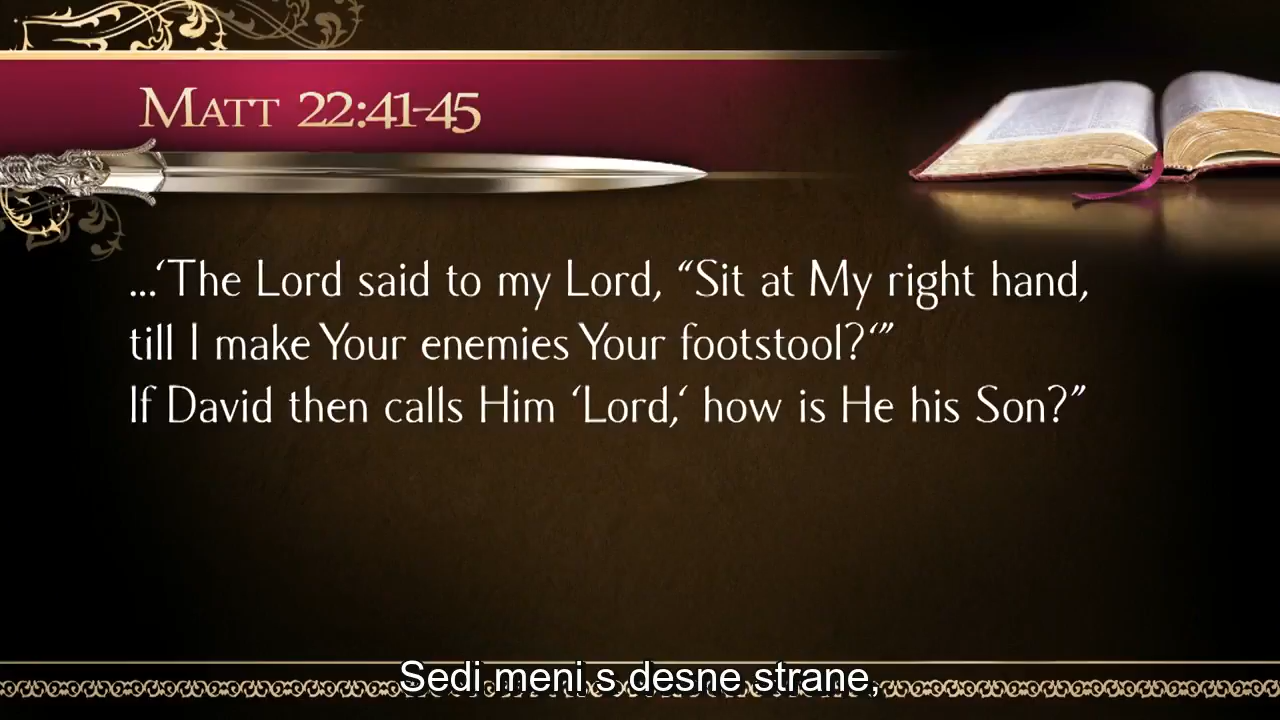 MATT 22:41-45
...‘The Lord said to my Lord, “Sit at My right hand,
till I make Your enemies Your footstool?‘”
If David then calls Him ‘Lord,‘ how is He his Son?”
Sedi meni s desne strane,